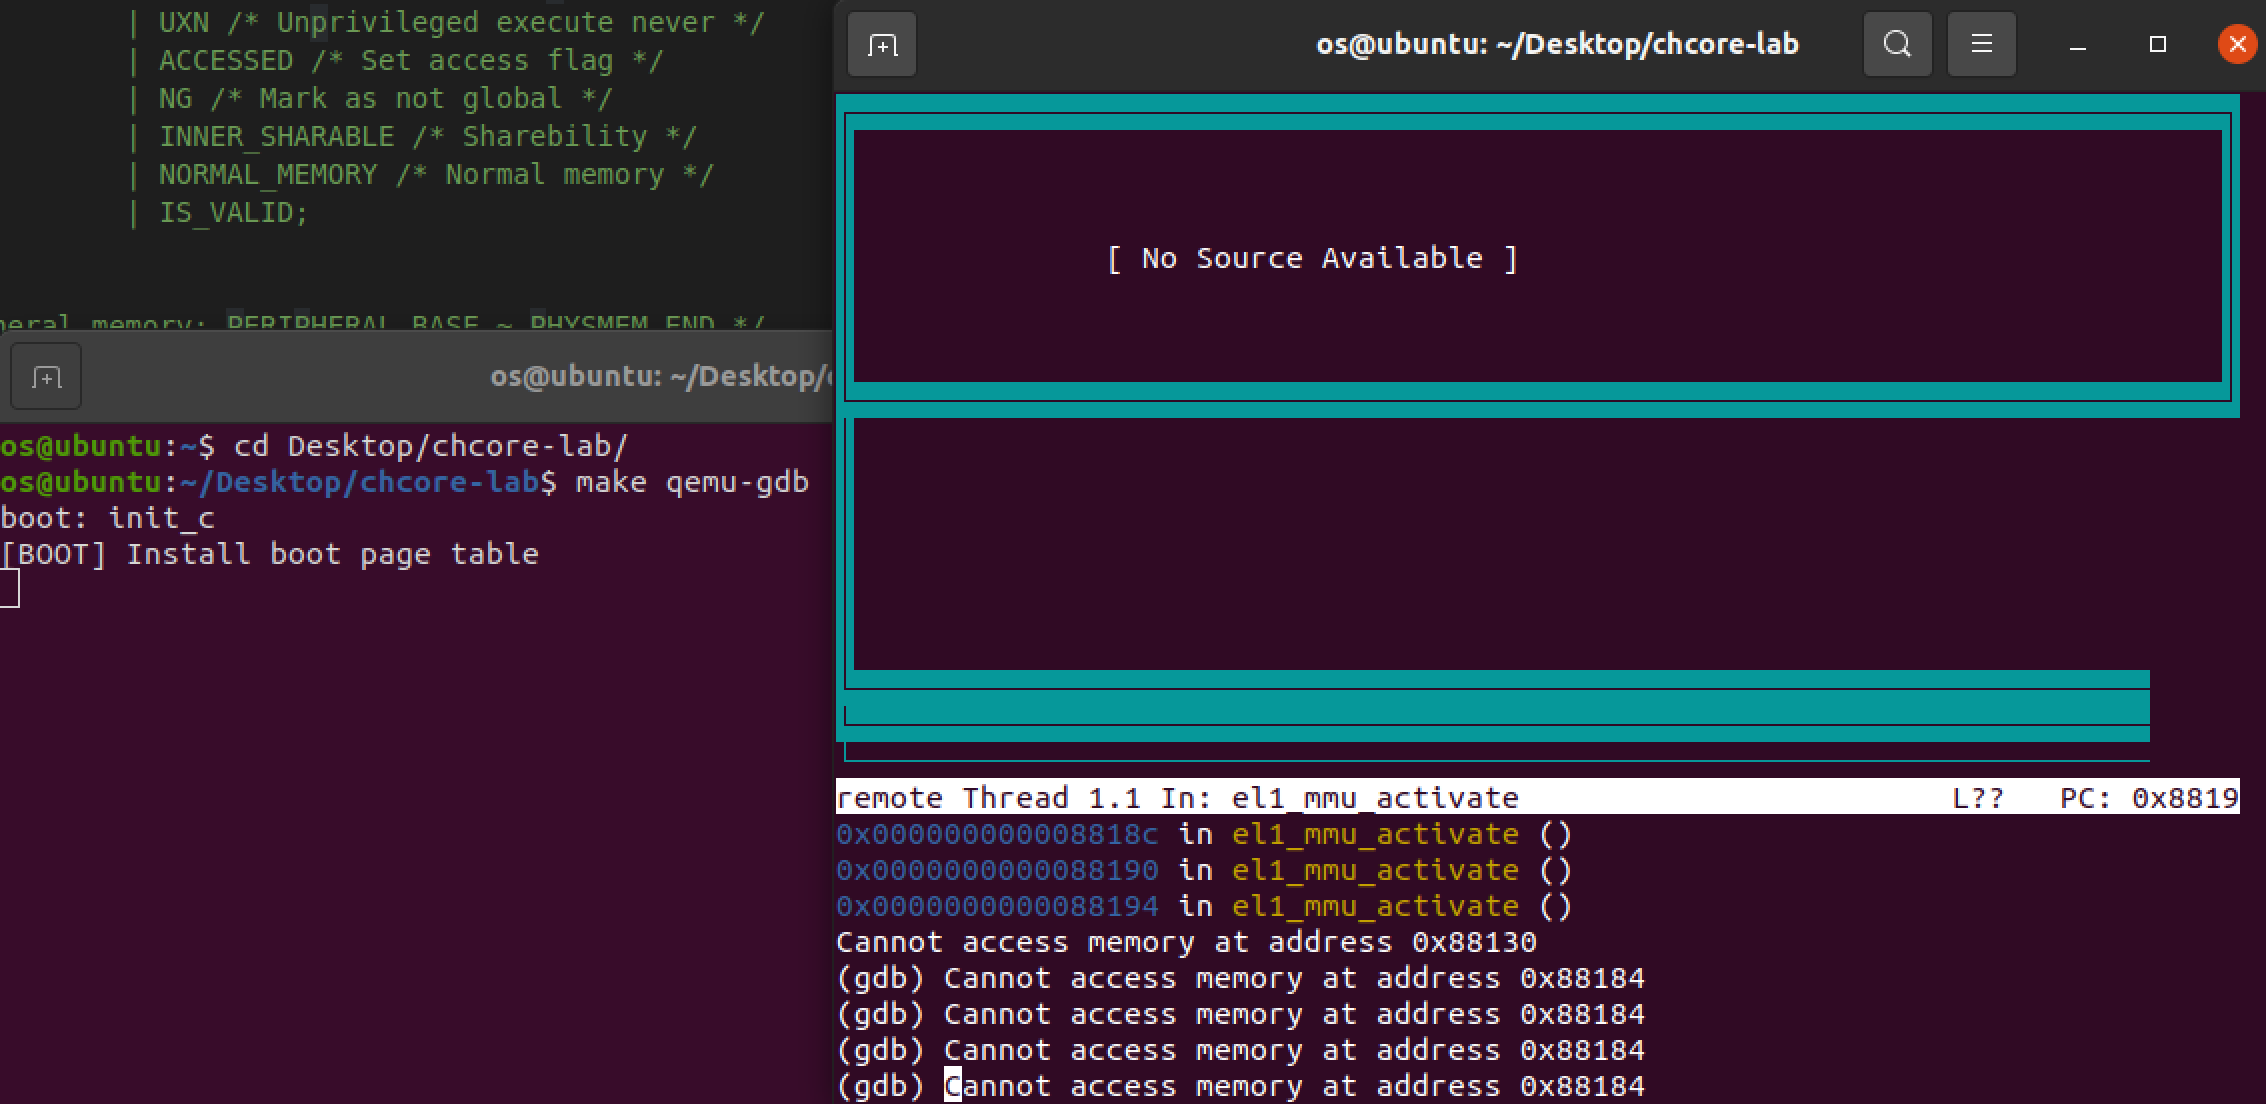 | UXN /* Unprivileged execute never */
| ACCESSED /* Set access flag */
| NG /* Mark as not global */
| INNER_SHARABLE /* Sharebility */
| NORMAL_MEMORY /* Normal memory */
| IS_VALID;
neral memory: PERIPHERAL_BASE ~ PHYSMEM_END */
os@ubuntu: ~/Desktop/c
os@ubuntu:~$ cd Desktop/chcore-lab/
os@ubuntu:~/Desktop/chcore-lab$ make qemu-gdb
boot: init_c
[BOOT] Install boot page table
os@ubuntu: ~/Desktop/chcore-lab
[ No Source Available ]
remote Thread 1.1 In: el1_mmu_activate L?? PC: 0x8819
0x000000000008818c in el1_mmu_activate ()
0x0000000000088190 in el1_mmu_activate ()
0x0000000000088194 in el1_mmu_activate ()
Cannot access memory at address 0x88130
(gdb) Cannot access memory at address 0x88184
(gdb) Cannot access memory at address 0x88184
(gdb) Cannot access memory at address 0x88184
(gdb) Cannot access memory at address 0x88184